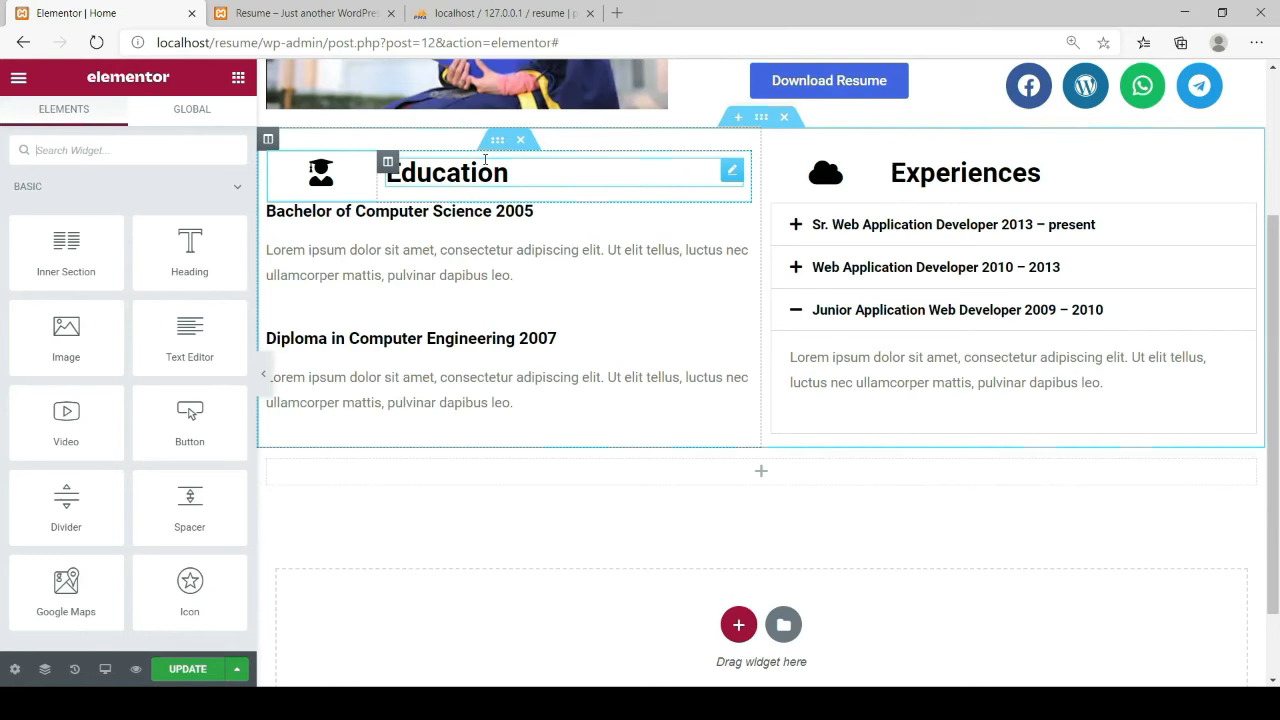 Elementor | Home
Resume – Just another WordPres
localhost / 127.0.0.1 / resume | p
localhost/resume/wp-admin/post.php?post=12&action=elementor#
elementor
ELEMENTS
GLOBAL
Search Widget...
BASIC
Inner Section
Heading
Image
Text Editor
Video
Button
Divider
Spacer
Google Maps
Icon
UPDATE
Download Resume
Education
Bachelor of Computer Science 2005
Lorem ipsum dolor sit amet, consectetur adipiscing elit. Ut elit tellus, luctus nec
ullamcorper mattis, pulvinar dapibus leo.
Diploma in Computer Engineering 2007
Lorem ipsum dolor sit amet, consectetur adipiscing elit. Ut elit tellus, luctus nec
ullamcorper mattis, pulvinar dapibus leo.
Experiences
Sr. Web Application Developer 2013 – present
Web Application Developer 2010 – 2013
Junior Application Web Developer 2009 – 2010
Lorem ipsum dolor sit amet, consectetur adipiscing elit. Ut elit tellus,
luctus nec ullamcorper mattis, pulvinar dapibus leo.
Drag widget here